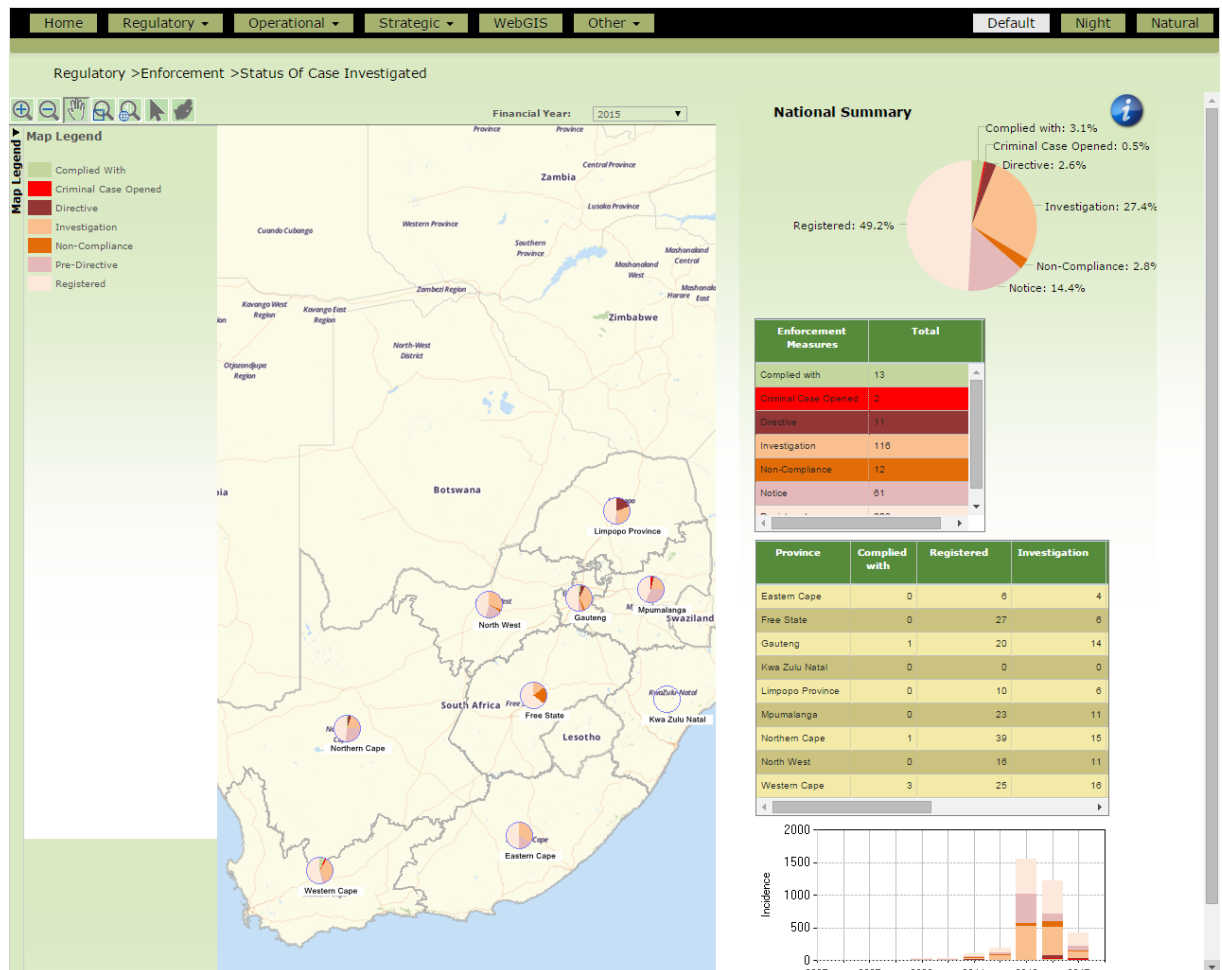 Home
Regulatory
Operational
Strategic
WebGIS
Other
Default
Night
Natural
Regulatory >Enforcement >Status Of Case Investigated
Financial Year:
2015
Map Legend
Map Legend
Complied With
Criminal Case Opened
Directive
Investigation
Non-Compliance
Pre-Directive
Registered
Province
Province
Central Province
Zambia
Lusaka Province
Cuando Cubango
Western Province
Southern
Province
Mashonaland
Central
Mashonaland
West
Zambezi Region
Mashonala
Harare East
Kavango West
Region
Kavango East
Region
ion
Zimbabwe
North-West
District
Otjozondjupa
Region
Botswana
ia
Limpopo Province
North West
Gauteng
Mpumalanga
Swaziland
KwaZulu-Natal
Kwa Zulu Natal
South Africa
Free
Free State
Lesotho
Northern Cape
Cape
Eastern Cape
Western Cape
National Summary
Complied with: 3.1%
Criminal Case Opened: 0.5%
Directive: 2.6%
Investigation: 27.4%
Non-Compliance: 2.8%
Notice: 14.4%
Registered: 49.2%
Enforcement Measures Total
Complied with 13
Criminal Case Opened 2
Directive 11
Investigation 116
Non-Compliance 12
Notice 61
Province Complied with Registered Investigation
Eastern Cape 0 6 4
Free State 0 27 6
Gauteng 1 20 14
Kwa Zulu Natal 0 0 0
Limpopo Province 0 10 6
Mpumalanga 0 23 11
Northern Cape 1 39 15
North West 0 16 11
Western Cape 3 25 16
Incidence
2000
1500
1000
500
0